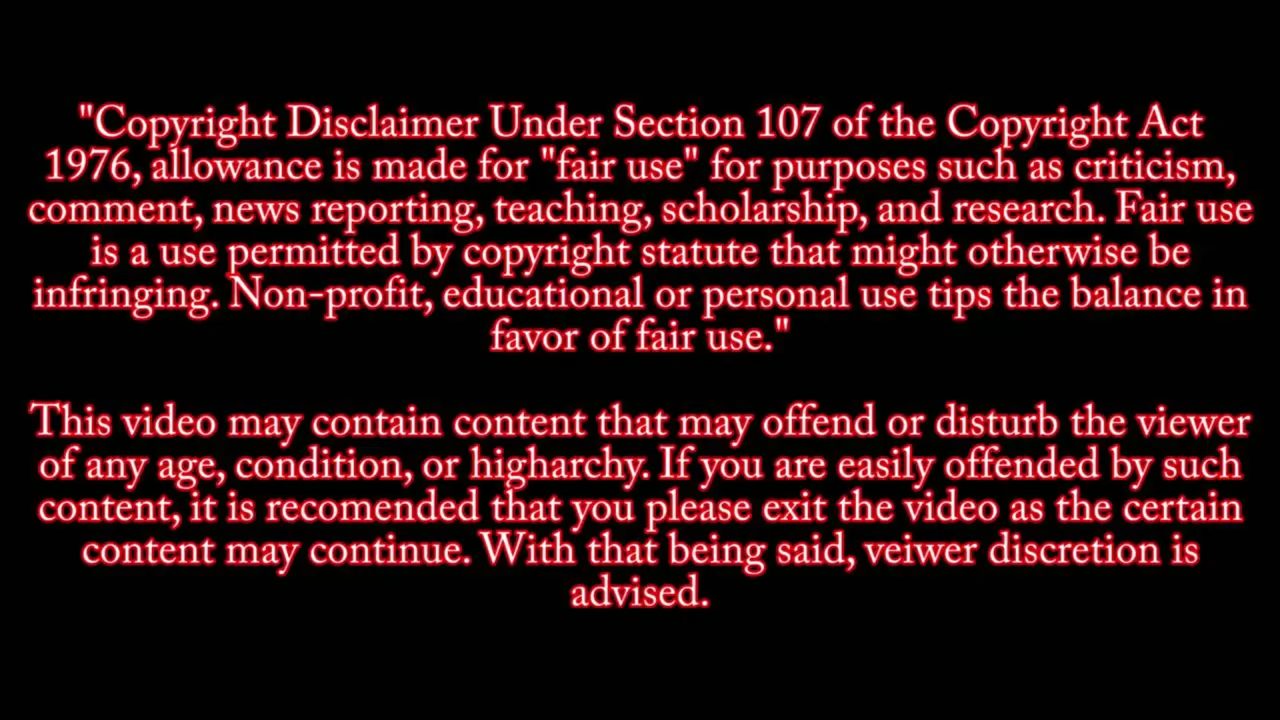 "Copyright Disclaimer Under Section 107 of the Copyright Act
1976, allowance is made for "fair use" for purposes such as criticism,
comment, news reporting, teaching, scholarship, and research. Fair use
is a use permitted by copyright statute that might otherwise be
infringing. Non-profit, educational or personal use tips the balance in
favor of fair use."
This video may contain content that may offend or disturb the viewer
of any age, condition, or higharchy. If you are easily offended by such
content, it is recomended that you please exit the video as the certain
content may continue. With that being said, veiwer discretion is
advised.